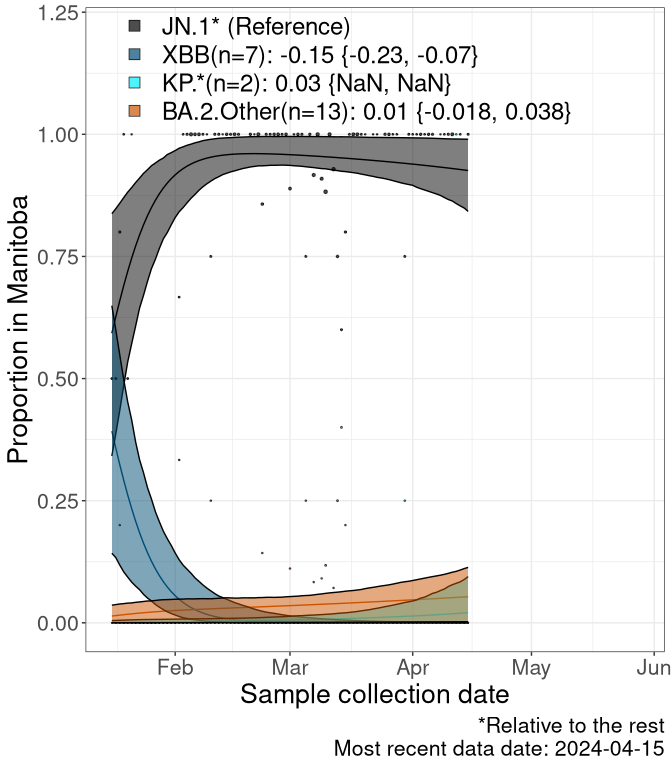 1.25
JN.1* (Reference)
XBB(n=7): -0.15 {-0.23, -0.07}
KP.*(n=2): 0.03 {NaN, NaN}
BA.2.Other(n=13): 0.01 {-0.018, 0.038}
1.00
0.75
0.50
0.25
0.00
Proportion in Manitoba
Feb Mar Apr May Jun
Sample collection date
*Relative to the rest
Most recent data date: 2024-04-15